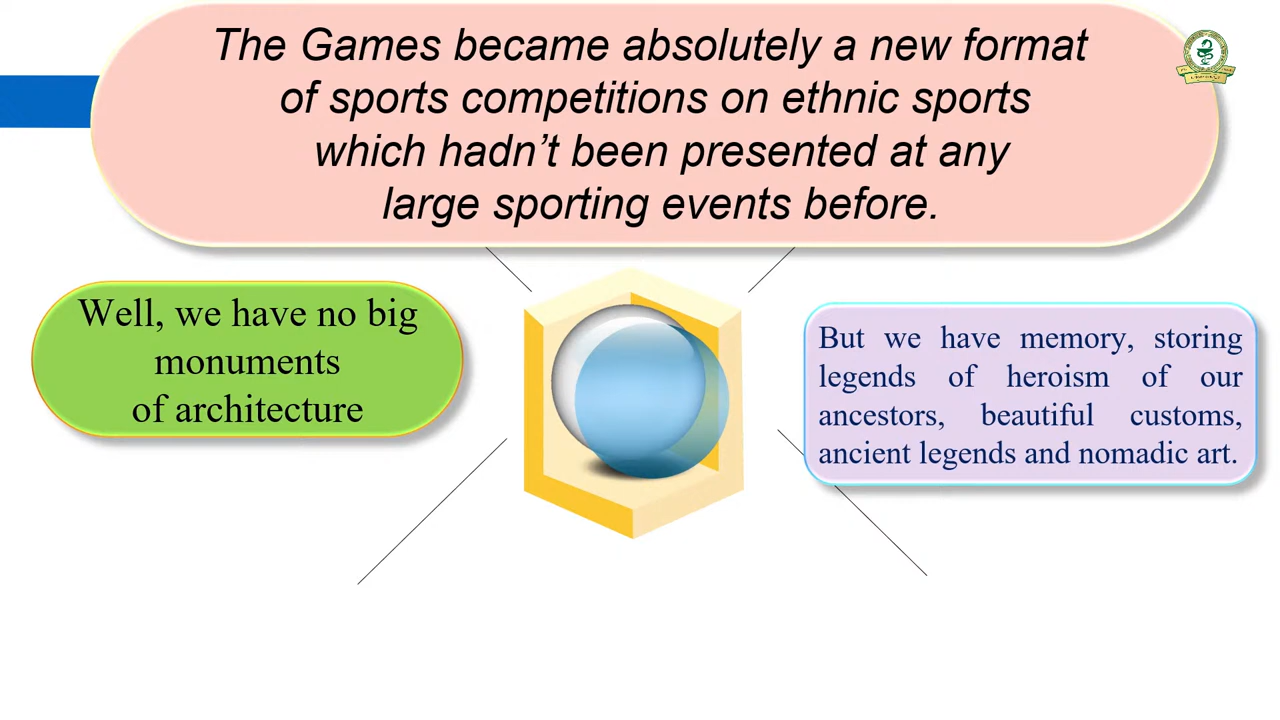 The Games became absolutely a new format
of sports competitions on ethnic sports
which hadn’t been presented at any
large sporting events before.
Well, we have no big
monuments
of architecture
But we have memory, storing
legends of heroism of our
ancestors, beautiful customs,
ancient legends and nomadic art.